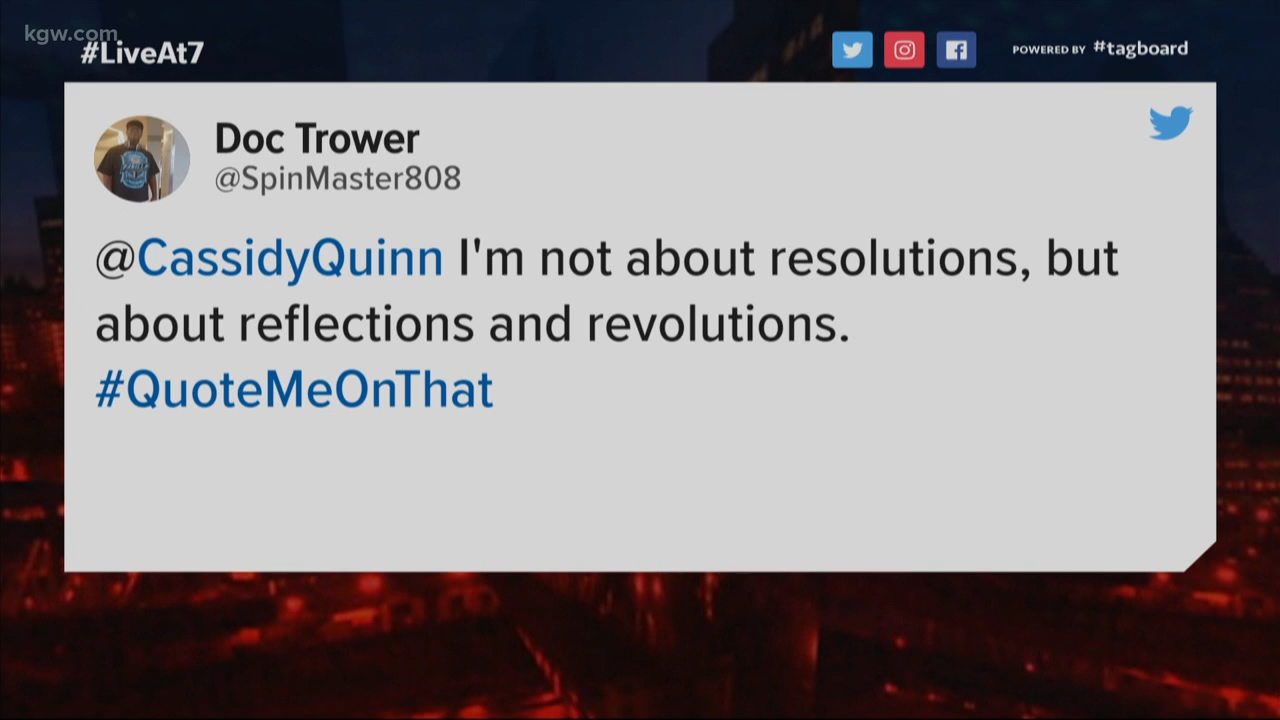 kgw.com
#LiveAt7
POWERED BY #tagboard
Doc Trower
@SpinMaster808
@CassidyQuinn I'm not about resolutions, but
about reflections and revolutions.
#QuoteMeOnThat